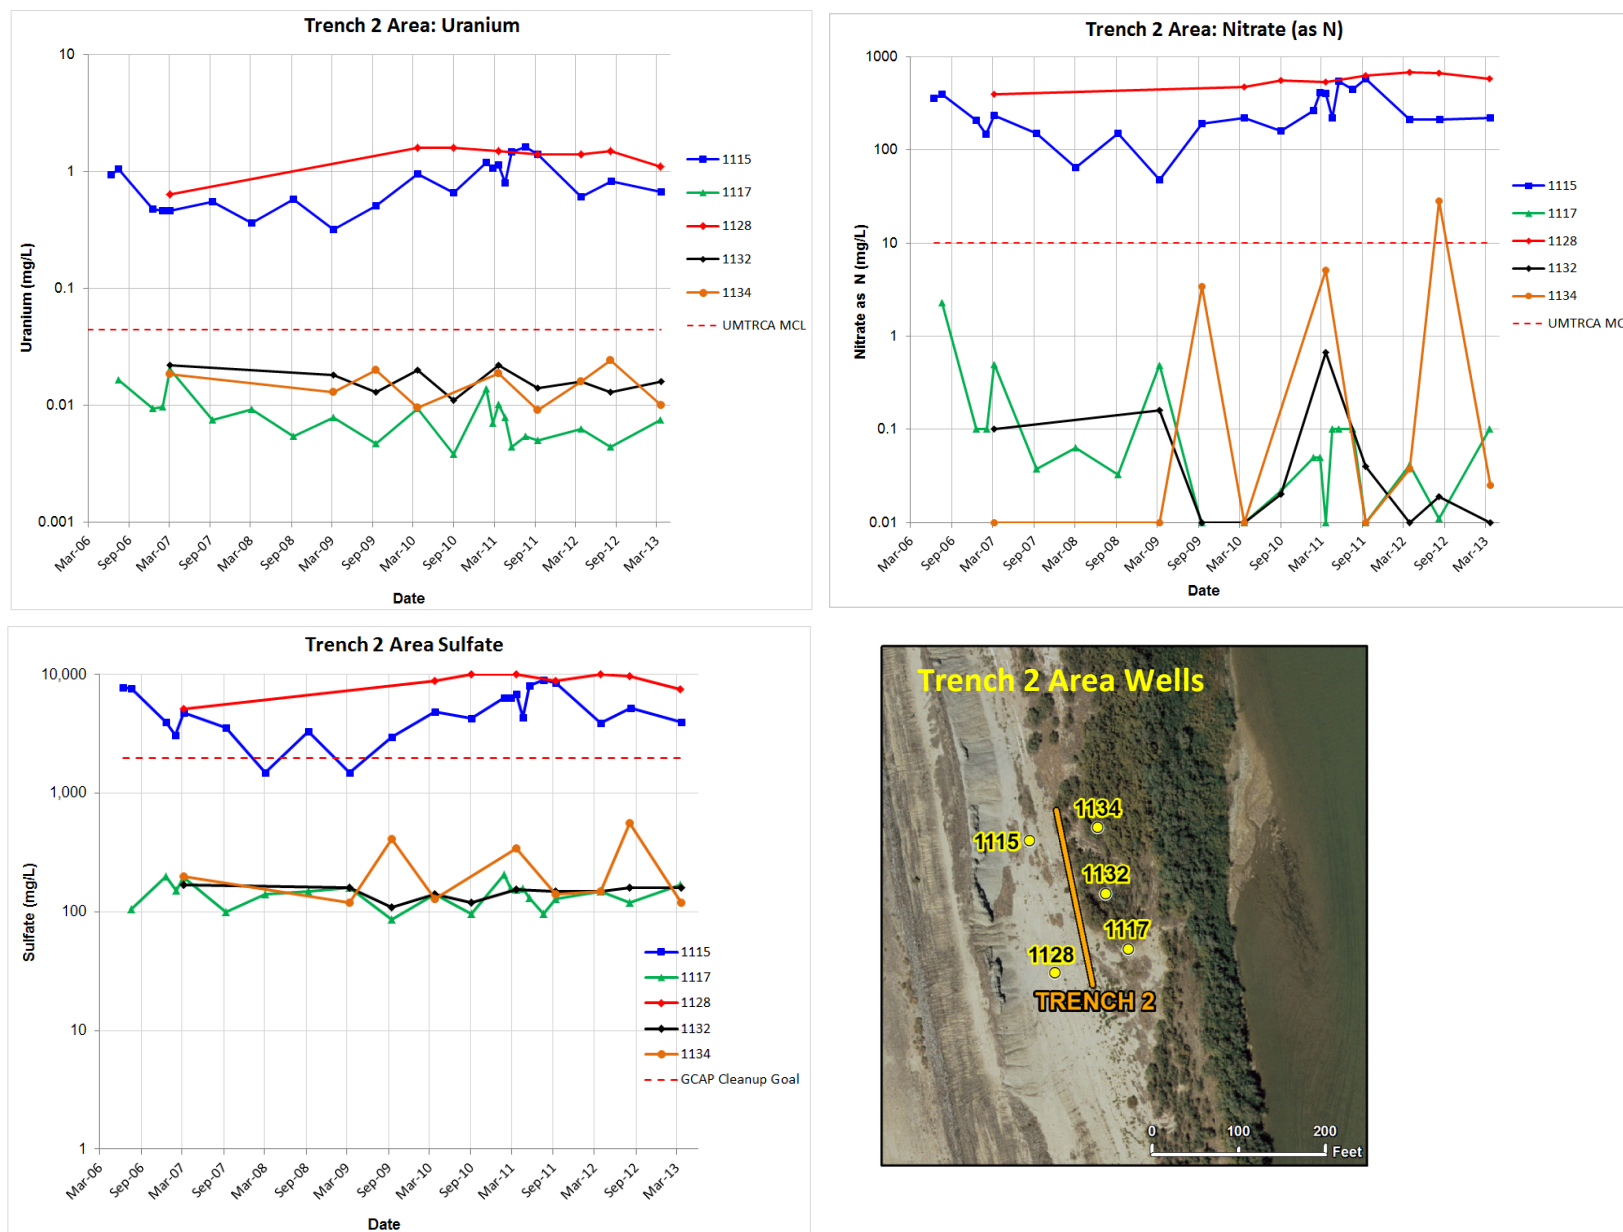 Trench 2 Area: Uranium
10
1
0.1
0.01
0.001
Uranium (mg/L)
Mar-06
Sep-06
Mar-07
Sep-07
Mar-08
Sep-08
Mar-09
Sep-09
Mar-10
Sep-10
Mar-11
Sep-11
Mar-12
Sep-12
Mar-13
Date
1115
1117
1128
1132
1134
UMTRCA MCL
Trench 2 Area: Nitrate (as N)
1000
100
10
1
0.1
0.01
Nitrate as N (mg/L)
Mar-06
Sep-06
Mar-07
Sep-07
Mar-08
Sep-08
Mar-09
Sep-09
Mar-10
Sep-10
Mar-11
Sep-11
Mar-12
Sep-12
Mar-13
Date
1115
1117
1128
1132
1134
UMTRCA MC
Trench 2 Area Sulfate
10,000
1,000
100
10
1
Sulfate (mg/L)
Mar-06
Sep-06
Mar-07
Sep-07
Mar-08
Sep-08
Mar-09
Sep-09
Mar-10
Sep-10
Mar-11
Sep-11
Mar-12
Sep-12
Mar-13
Date
1115
1117
1128
1132
1134
GCAP Cleanup Goal
Trench 2 Area Wells
1134
1115
1132
1117
1128
TRENCH 2
0 100 200
Feet